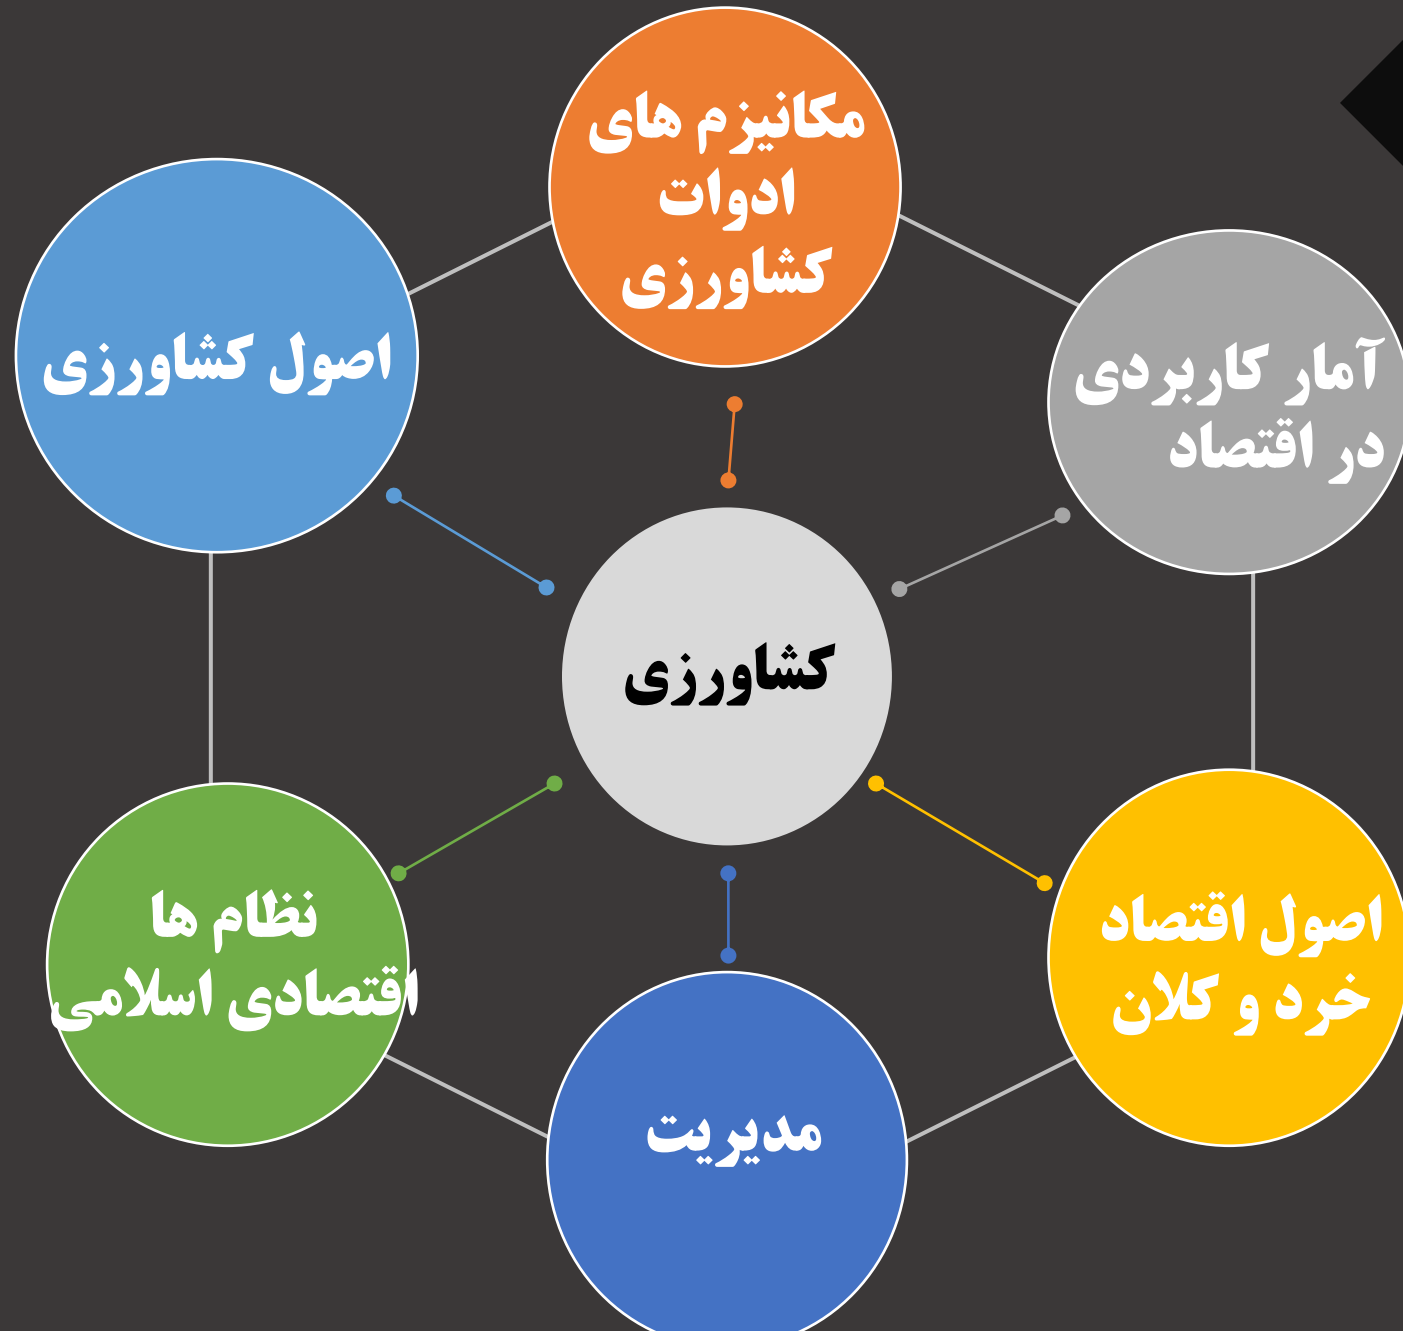 مکانیزم های
ادوات
کشاورزی
آمار کاربردی
در اقتصاد
اصول کشاورزی
کشاورزی
اصول اقتصاد
خرد و کلان
نظام ها
اقتصادی اسلامی
مدیریت